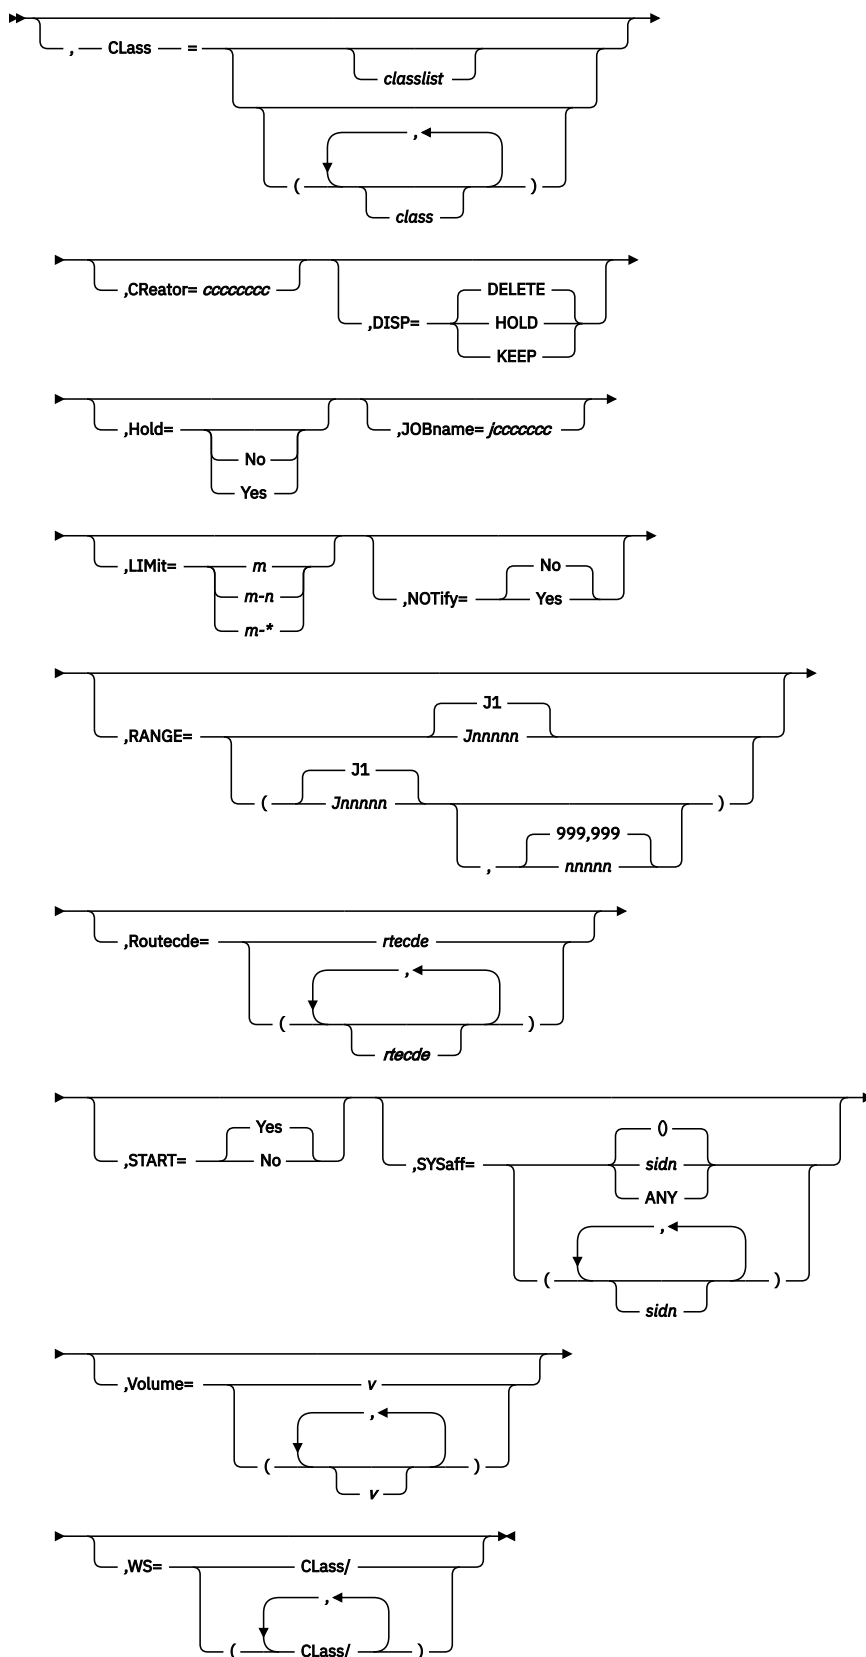 , CLass =
classlist
,
( )
class
,CReator= cccccccc
DELETE
,DISP= HOLD
KEEP
,Hold=
No
Yes
,JOBname= jccccccc
,LIMit= m
m-n
m-*
No
,NOTify= Yes
J1
,RANGE= Jnnnnn
J1
( Jnnnnn )
999,999
, nnnnn
,Routecde= rtecde
,
( )
rtecde
Yes
,START= No
()
,SYSaff= sidn
ANY
,
( )
sidn
,Volume= v
,
( )
v
,WS= CLass/
,
( CLass/ )